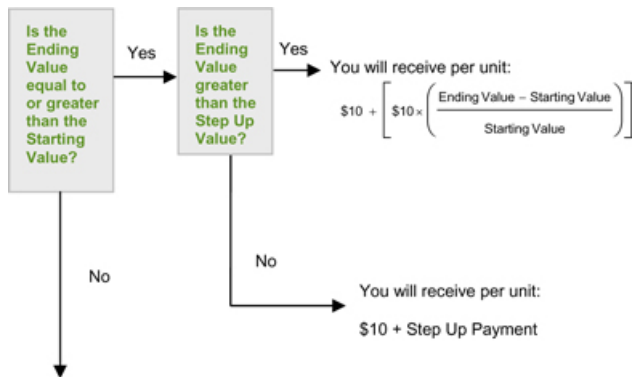 Is the
Ending
Value
equal to
or greater
than the
Starting
Value?
Yes
Is the
Ending
Value
greater
than the
Step Up
Value?
Yes
You will receive per unit:
$10 + [ $10 × ( Ending Value – Starting Value
Starting Value ) ]
No
No
You will receive per unit:
$10 + Step Up Payment